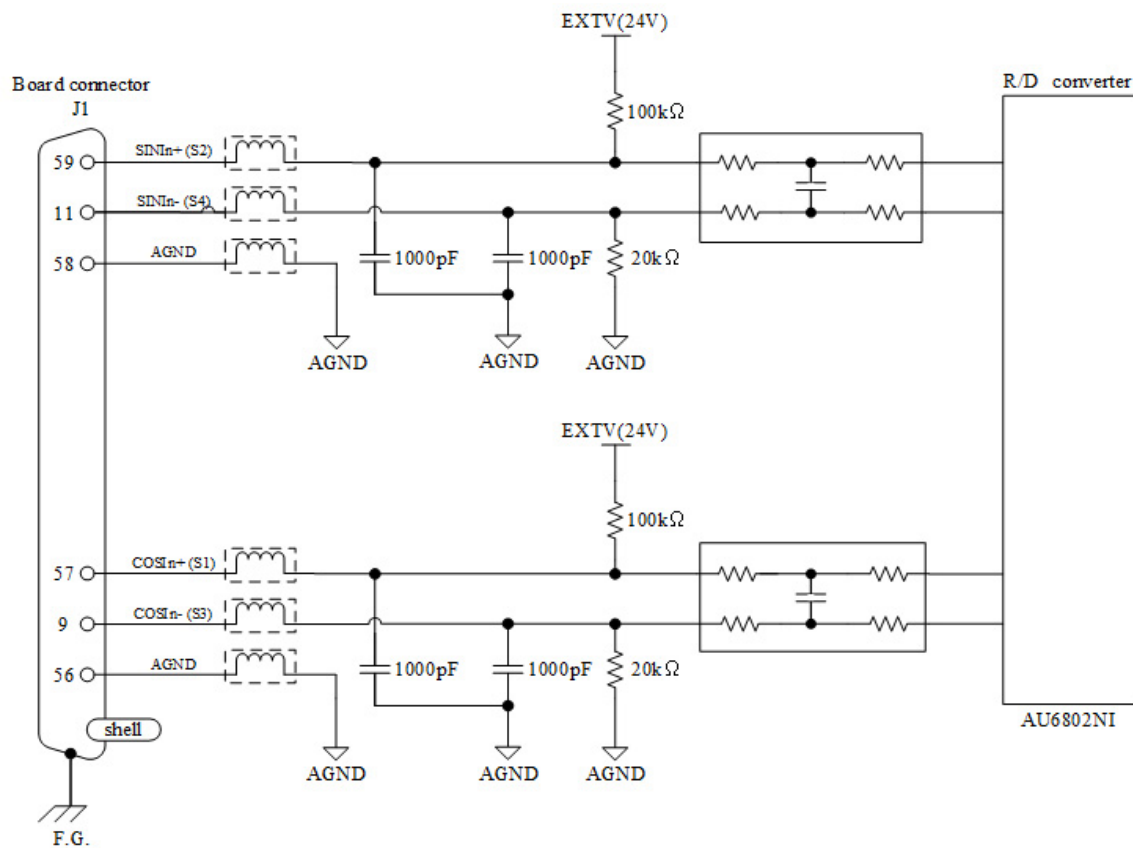 EXTV(24V)
Board connector
J1
R/D converter
100kΩ
59
SINIn+ (S2)
11
SINIn- (S4)
58
AGND
1000pF
1000pF
20kΩ
AGND
AGND
AGND
EXTV(24V)
100kΩ
57
COSIn+ (S1)
9
COSIn- (S3)
56
AGND
1000pF
1000pF
20kΩ
shell
AU6802NI
AGND
AGND
AGND
F.G.